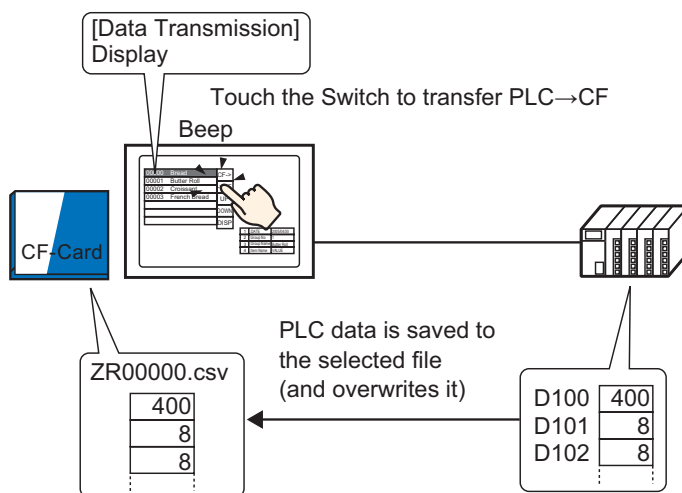 [Data Transmission]
Display
Touch the Switch to transfer PLC→CF
Beep
00000 Bread
CF->
00001 Butter Roll
00002 Croissant
UP
00003 French Bread
DOWN
DISP
CF-Card
PLC data is saved to
the selected file
(and overwrites it)
ZR00000.csv
400
8
8
D100 400
D101 8
D102 8